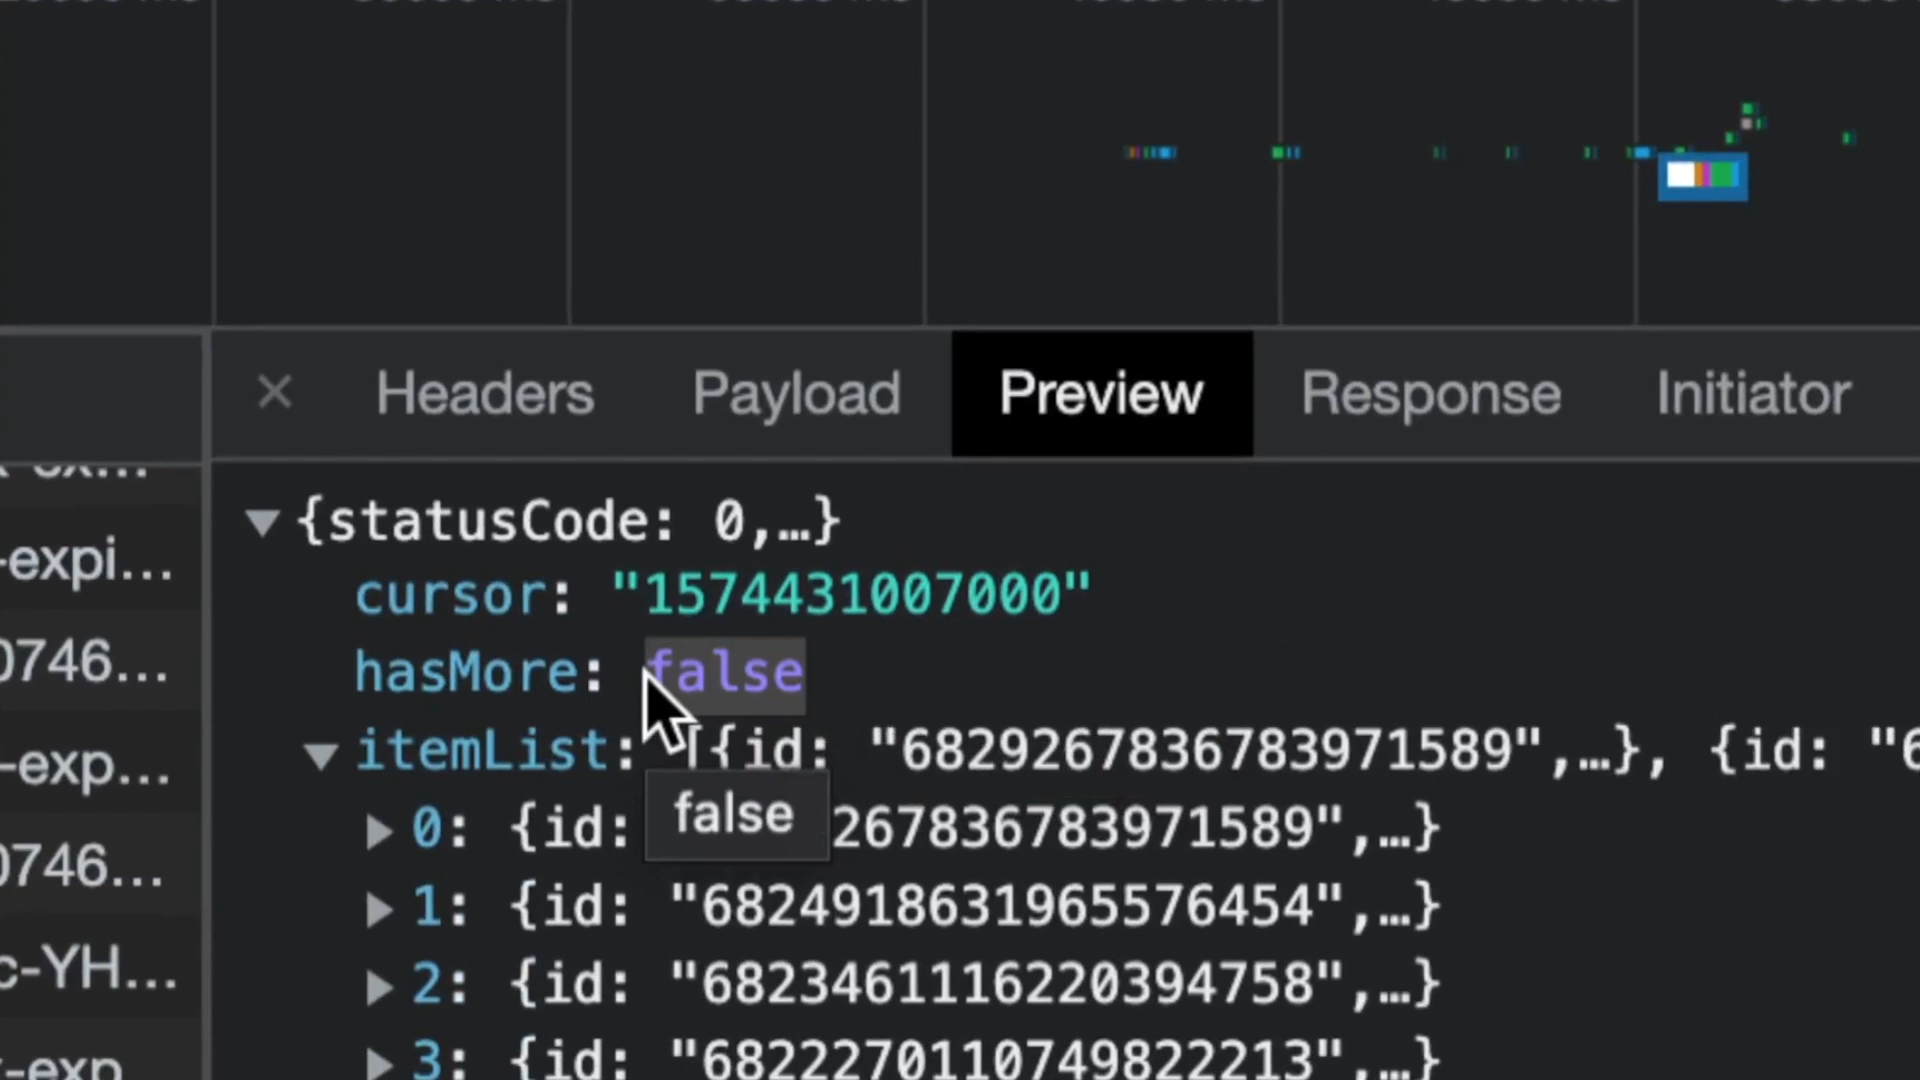 Headers Payload Preview Response Initiator
{statusCode: 0,…}
cursor: "1574431007000"
-expi…
hasMore: false
0746…
itemList: [{id: "6829267836783971589",…}, {id: "6
-exp…
false
0: {id: 267836783971589",…}
0746…
1: {id: "6824918631965576454",…}
c-YH…
2: {id: "6823461116220394758",…}
3: {id: "6822270110749822213",…}
-exp